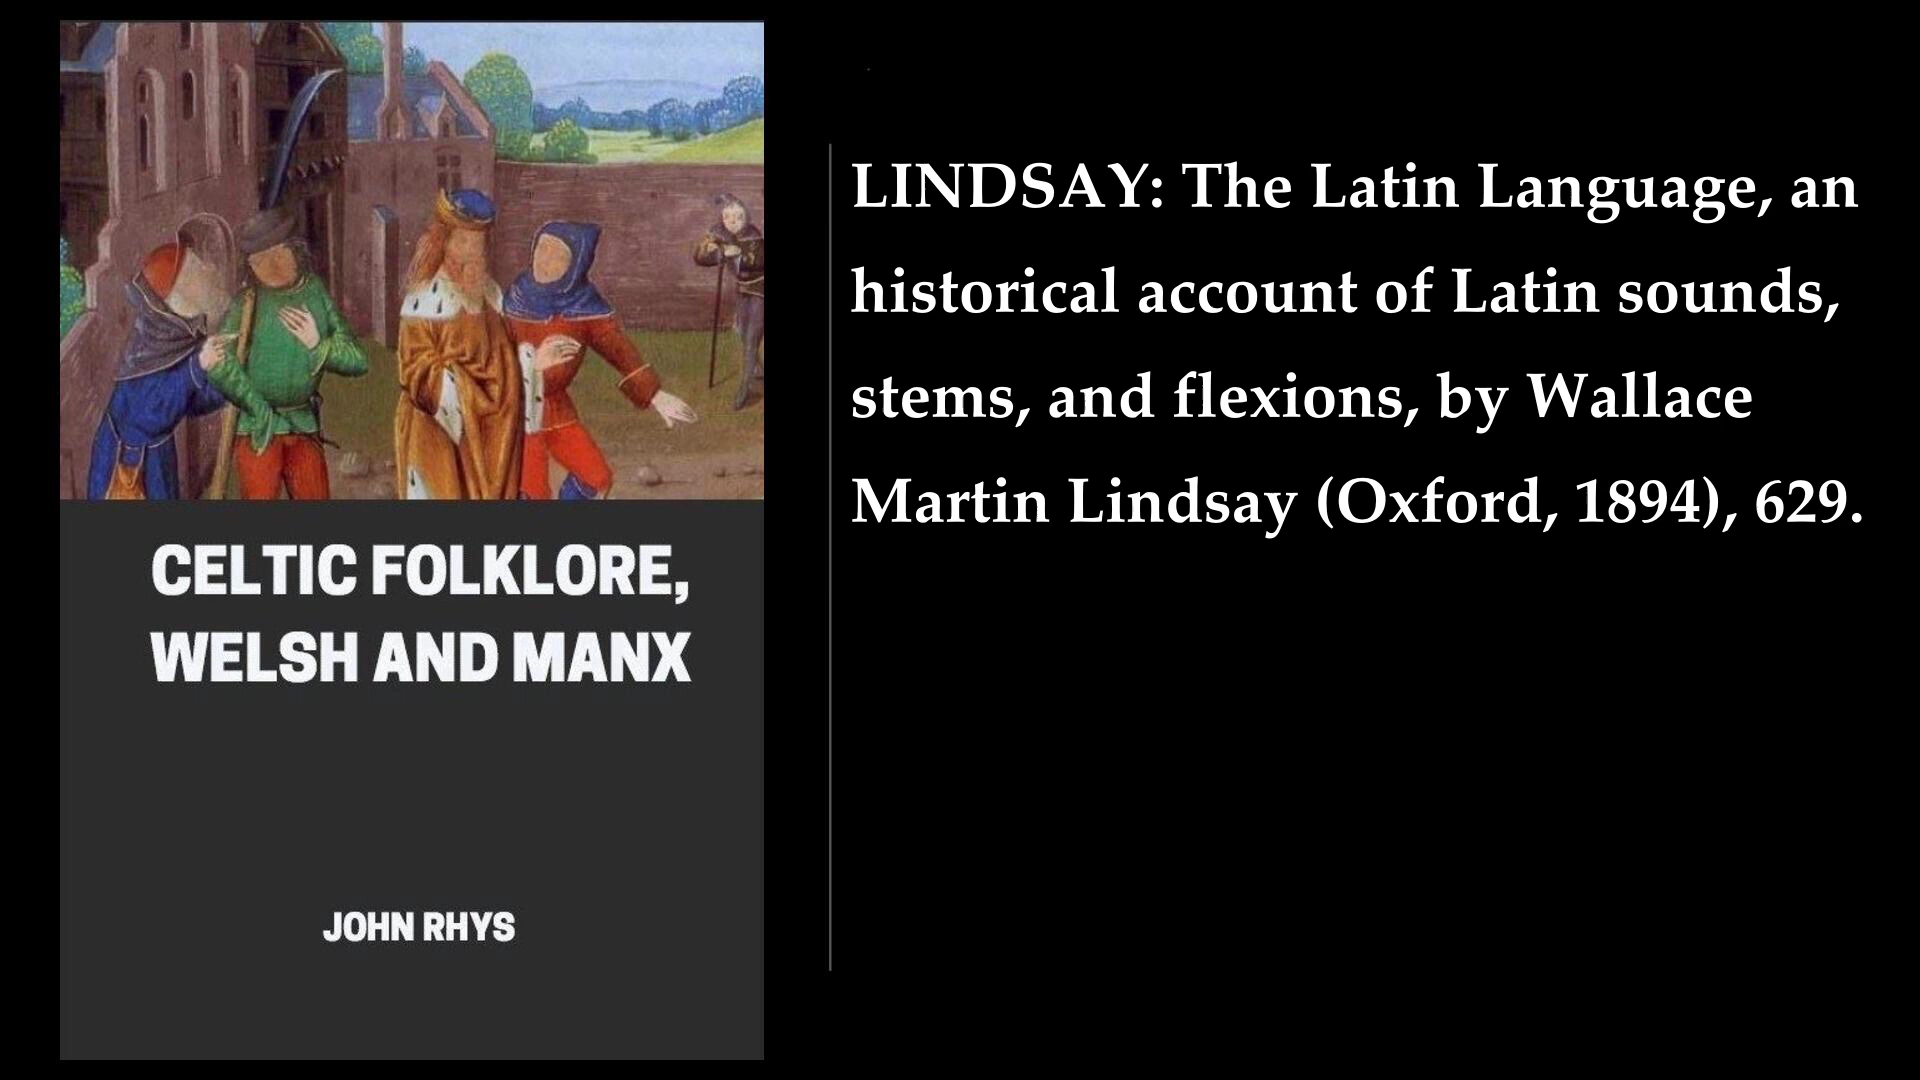 CELTIC FOLKLORE,
WELSH AND MANX
JOHN RHYS
LINDSAY: The Latin Language, an
historical account of Latin sounds,
stems, and flexions, by Wallace
Martin Lindsay (Oxford, 1894), 629.